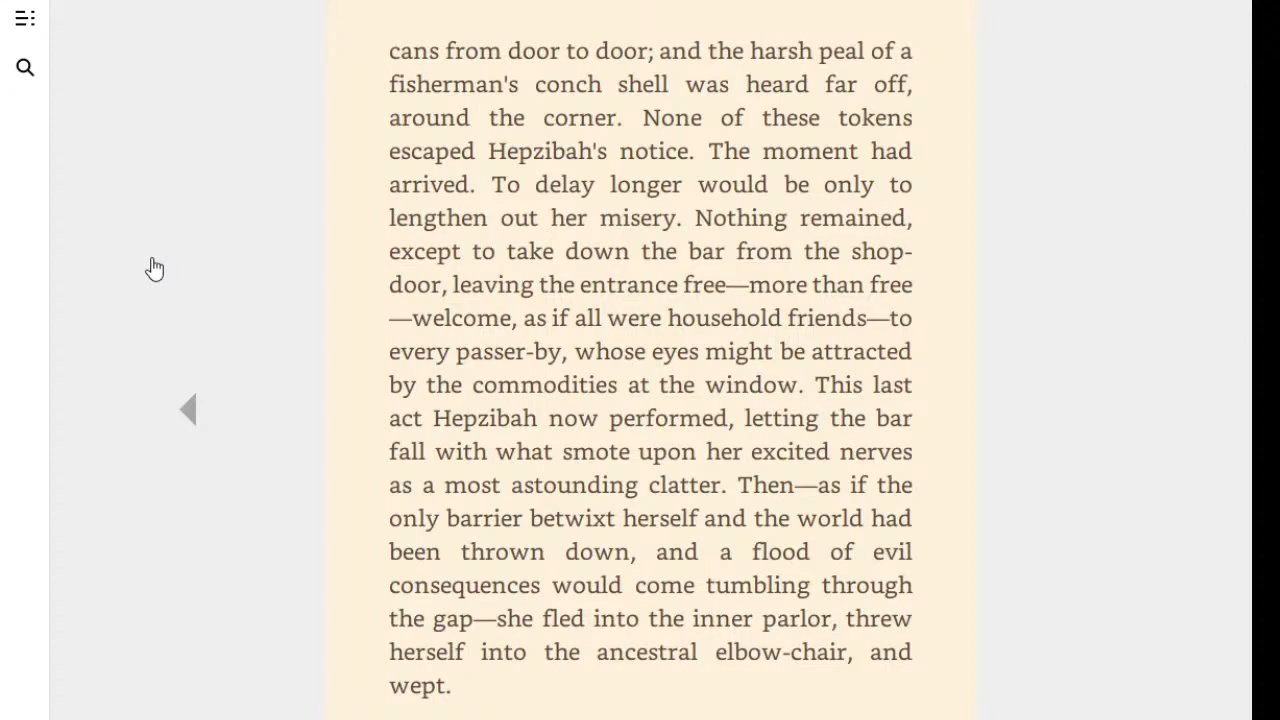 cans from door to door; and the harsh peal of a
fisherman's conch shell was heard far off,
around the corner. None of these tokens
escaped Hepzibah's notice. The moment had
arrived. To delay longer would be only to
lengthen out her misery. Nothing remained,
except to take down the bar from the shop-
door, leaving the entrance free—more than free
—welcome, as if all were household friends—to
every passer-by, whose eyes might be attracted
by the commodities at the window. This last
act Hepzibah now performed, letting the bar
fall with what smote upon her excited nerves
as a most astounding clatter. Then—as if the
only barrier betwixt herself and the world had
been thrown down, and a flood of evil
consequences would come tumbling through
the gap—she fled into the inner parlor, threw
herself into the ancestral elbow-chair, and
wept.